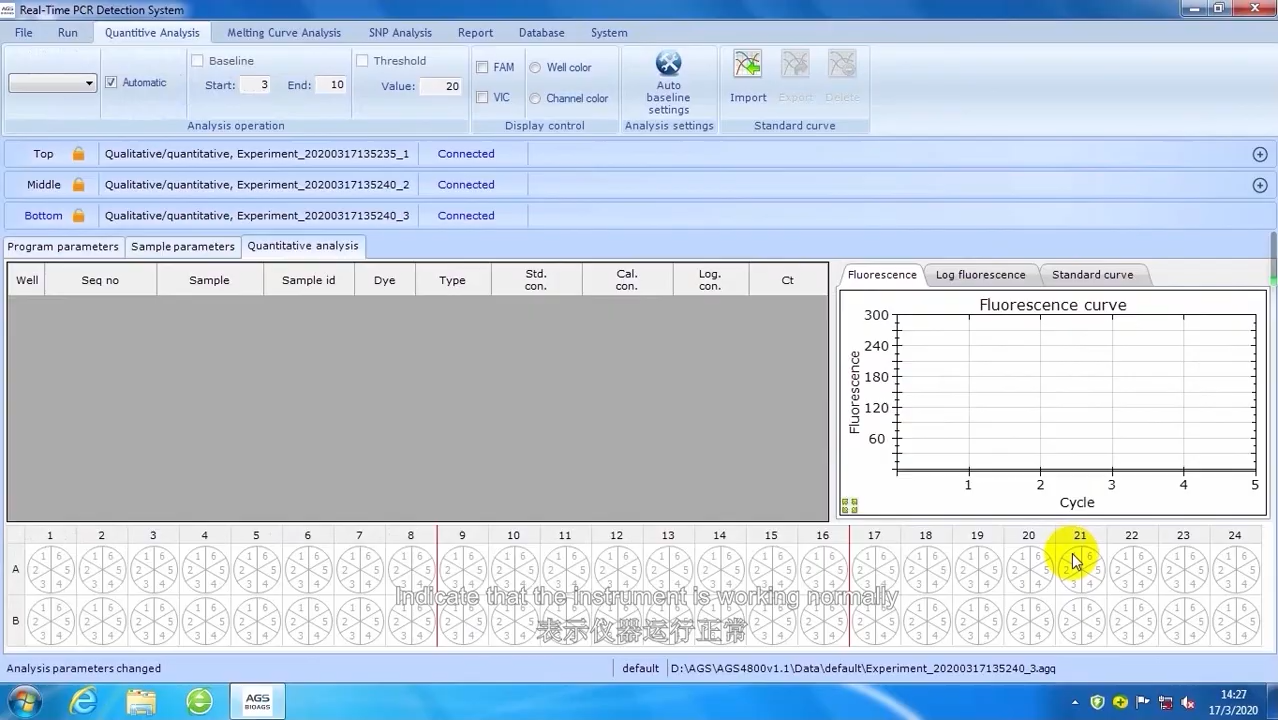 AGS Real-Time PCR Detection System
File Run Quantitive Analysis Melting Curve Analysis SNP Analysis Report Database System
Automatic
Baseline
Start: 3 End: 10
Threshold
Value: 20
Analysis operation
FAM Well color
VIC Channel color
Display control
Auto
baseline
settings
Analysis settings
Import Export Delete
Standard curve
Top Qualitative/quantitative, Experiment_20200317135235_1 Connected
Middle Qualitative/quantitative, Experiment_20200317135240_2 Connected
Bottom Qualitative/quantitative, Experiment_20200317135240_3 Connected
Program parameters Sample parameters Quantitative analysis
Well Seq no Sample Sample id Dye Type Std. con. Cal. con. Log. con. Ct
Fluorescence Log fluorescence Standard curve
Fluorescence curve
Fluorescence
300
240
180
120
60
1 2 3 4 5
Cycle
1 2 3 4 5 6 7 8 9 10 11 12 13 14 15 16 17 18 19 20 21 22 23 24
A
B
Indicate that the instrument is working normally
表示仪器运行正常
Analysis parameters changed default D:\AGS\AGS4800v1.1\Data\default\Experiment_20200317135240_3.agq
AGS
BIOAGS
14:27
17/3/2020